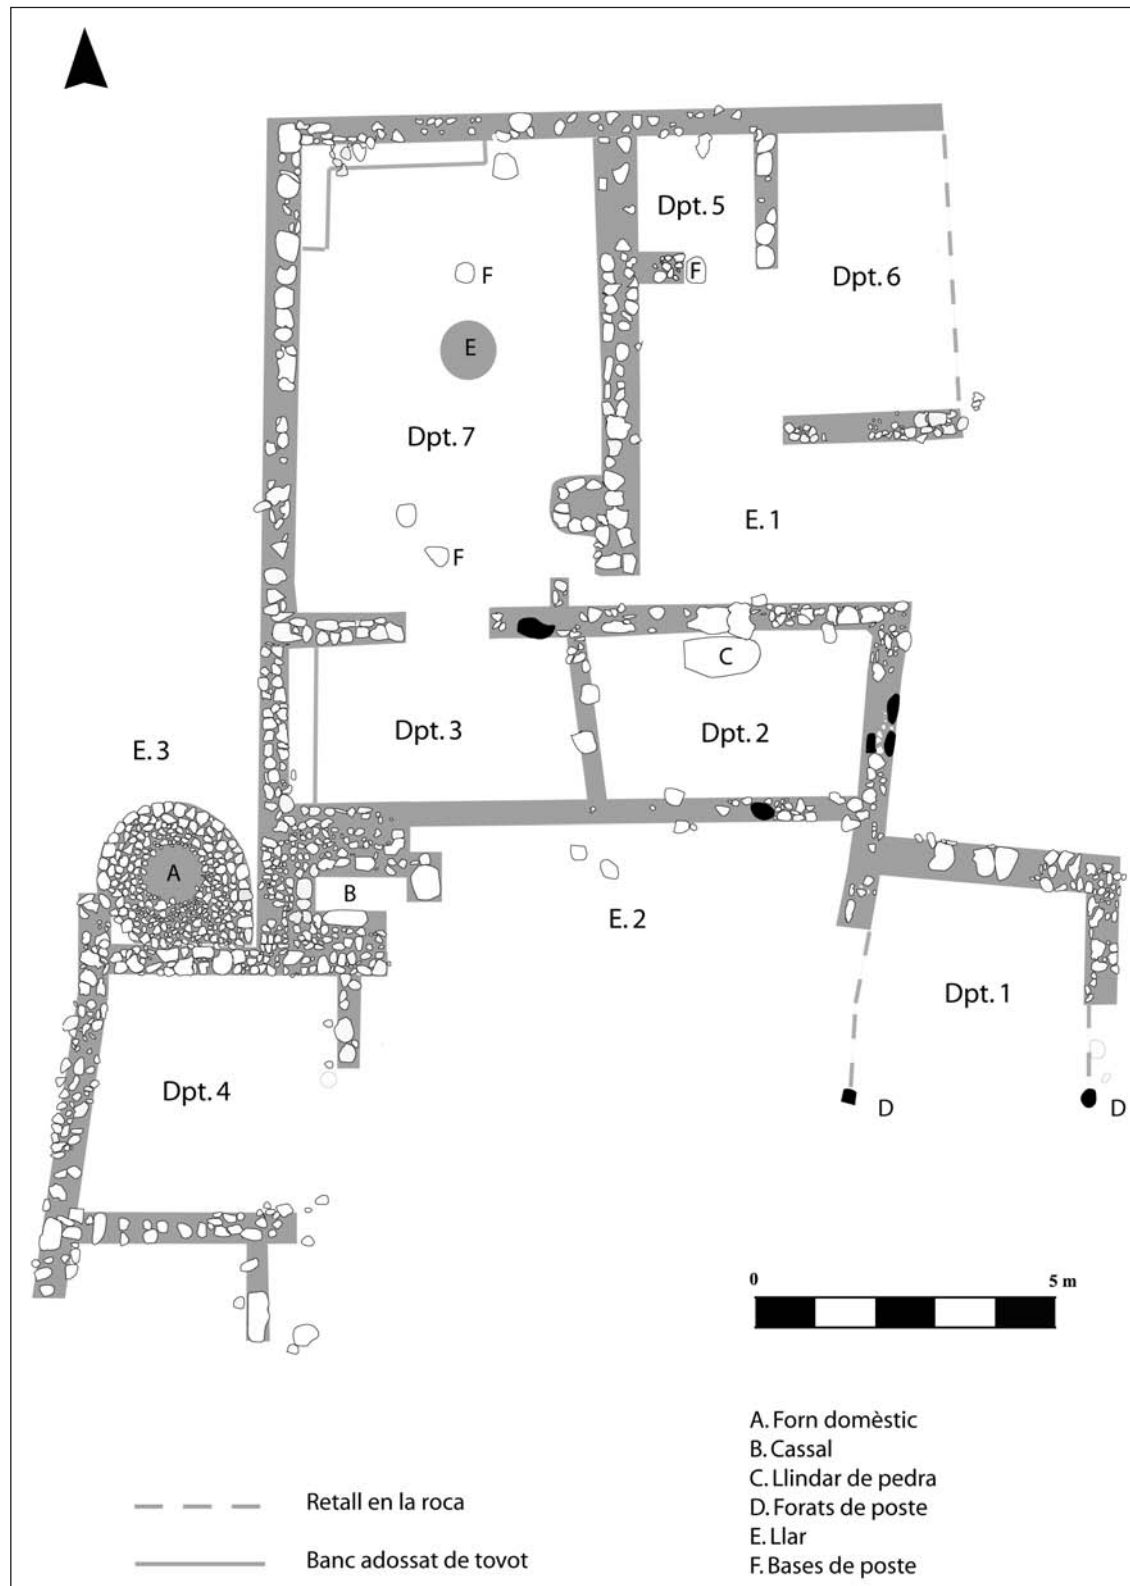 Dpt. 5
F
F
Dpt. 6
E
Dpt. 7
E. 1
F
C
Dpt. 3
Dpt. 2
E. 3
A
B
E. 2
Dpt. 1
Dpt. 4
D
D
0
5 m
A. Forn domèstic
B. Cassal
C. Llindar de pedra
D. Forats de poste
E. Llar
F. Bases de poste
Retall en la roca
Banc adossat de tovot